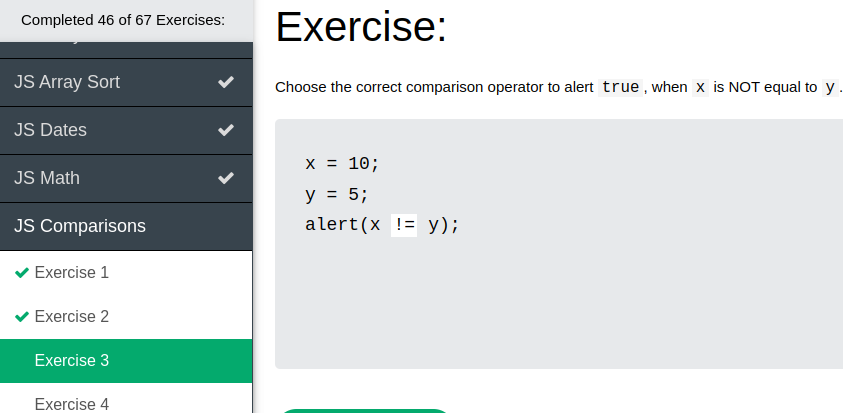 Completed 46 of 67 Exercises:
JS Array Sort
JS Dates
JS Math
JS Comparisons
Exercise 1
Exercise 2
Exercise 3
Exercise 4
Exercise:
Choose the correct comparison operator to alert true, when x is NOT equal to y.
x = 10;
y = 5;
alert(x != y);